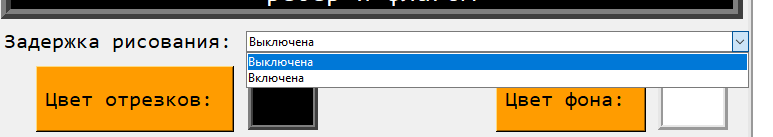 Задержка рисования: Выключена
Выключена
Включена
Цвет отрезков: Цвет фона: